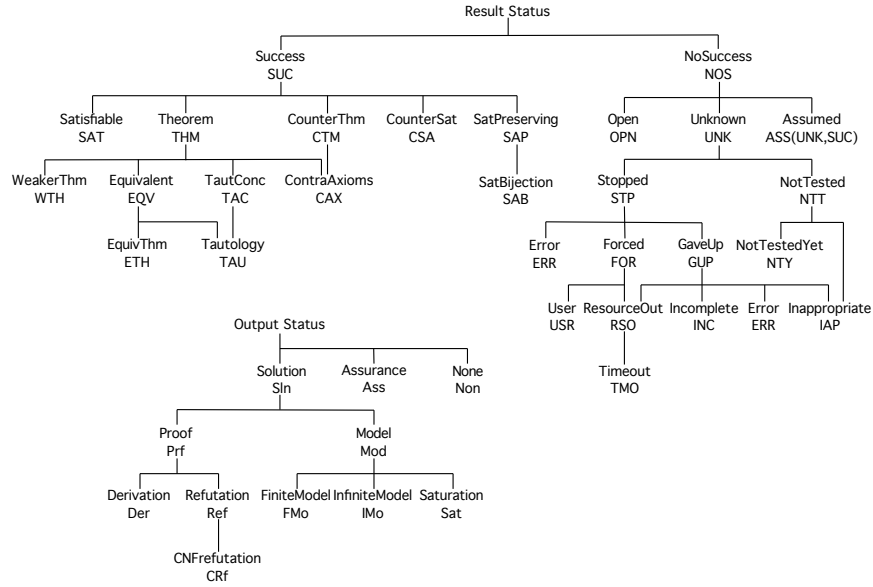 Result Status
Success NoSuccess
SUC NOS
Satisfiable Theorem CounterThm CounterSat SatPreserving Open Unknown Assumed
SAT THM CTM CSA SAP OPN UNK ASS(UNK,SUC)
WeakerThm Equivalent TautConc ContraAxioms SatBijection Stopped NotTested
WTH EQV TAC CAX SAB STP NTT
EquivThm Tautology Error Forced GaveUp NotTestedYet
ETH TAU ERR FOR GUP NTY
User ResourceOut Incomplete Error Inappropriate
USR RSO INC ERR IAP
Timeout
TMO
Output Status
Solution Assurance None
Sln Ass Non
Proof Model
Prf Mod
Derivation Refutation FiniteModel InfiniteModel Saturation
Der Ref FMo IMo Sat
CNFrefutation
CRf